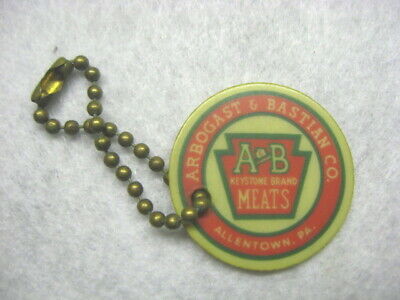 ARBOGAST & BASTIAN CO.
A&B
KEYSTONE BRAND
MEATS
ALLENTOWN, PA.